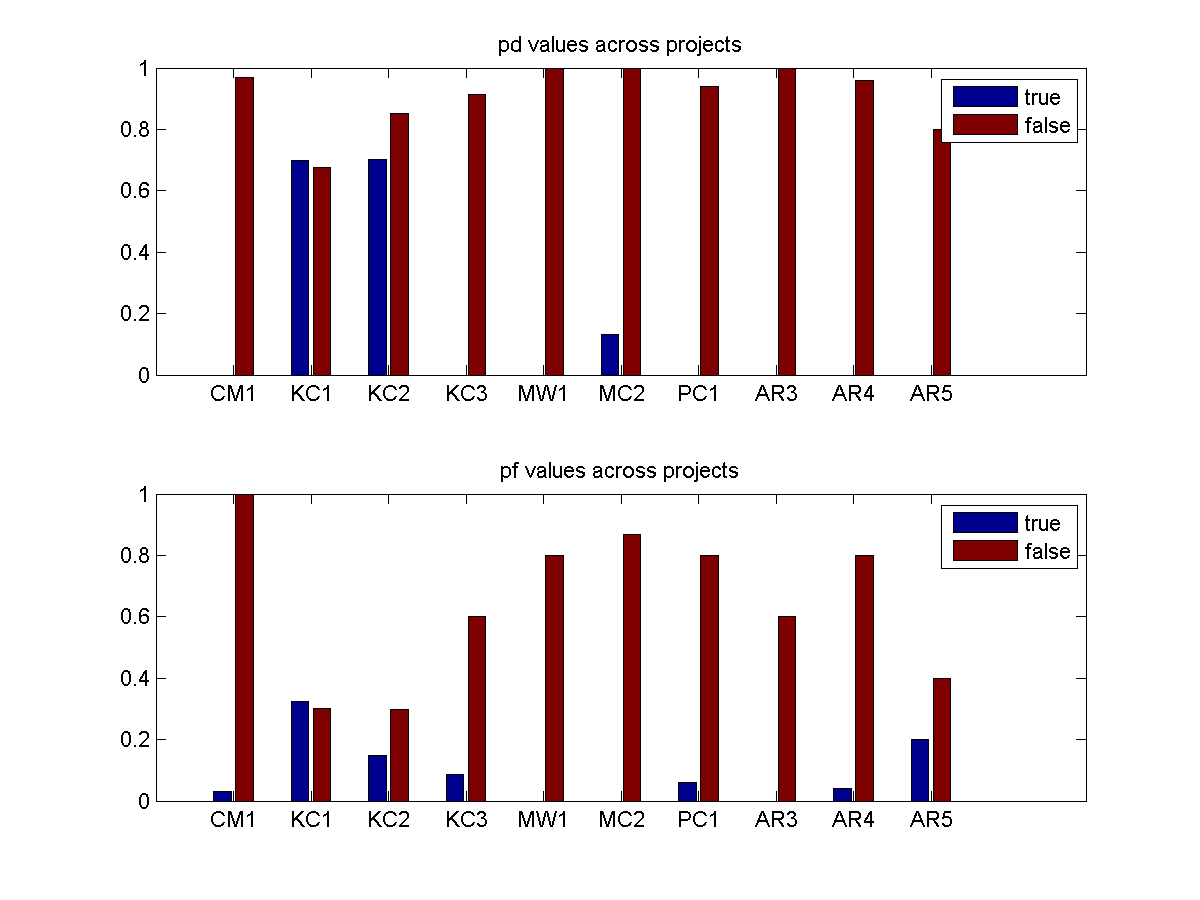 pd values across projects
1
0.8
0.6
0.4
0.2
0
true
false
CM1 KC1 KC2 KC3 MW1 MC2 PC1 AR3 AR4 AR5
pf values across projects
1
0.8
0.6
0.4
0.2
0
true
false
CM1 KC1 KC2 KC3 MW1 MC2 PC1 AR3 AR4 AR5